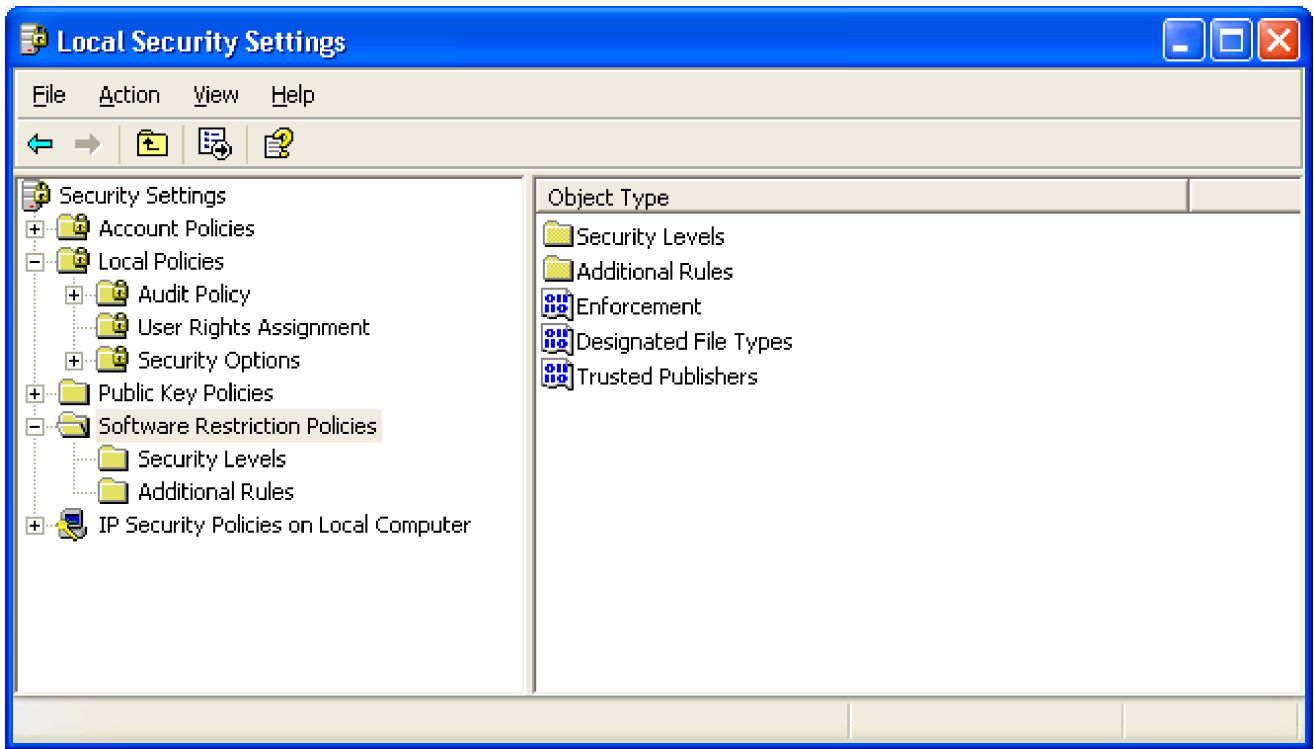 Local Security Settings
File Action View Help
Security Settings
Account Policies
Local Policies
Audit Policy
User Rights Assignment
Security Options
Public Key Policies
Software Restriction Policies
Security Levels
Additional Rules
IP Security Policies on Local Computer
Object Type
Security Levels
Additional Rules
Enforcement
Designated File Types
Trusted Publishers